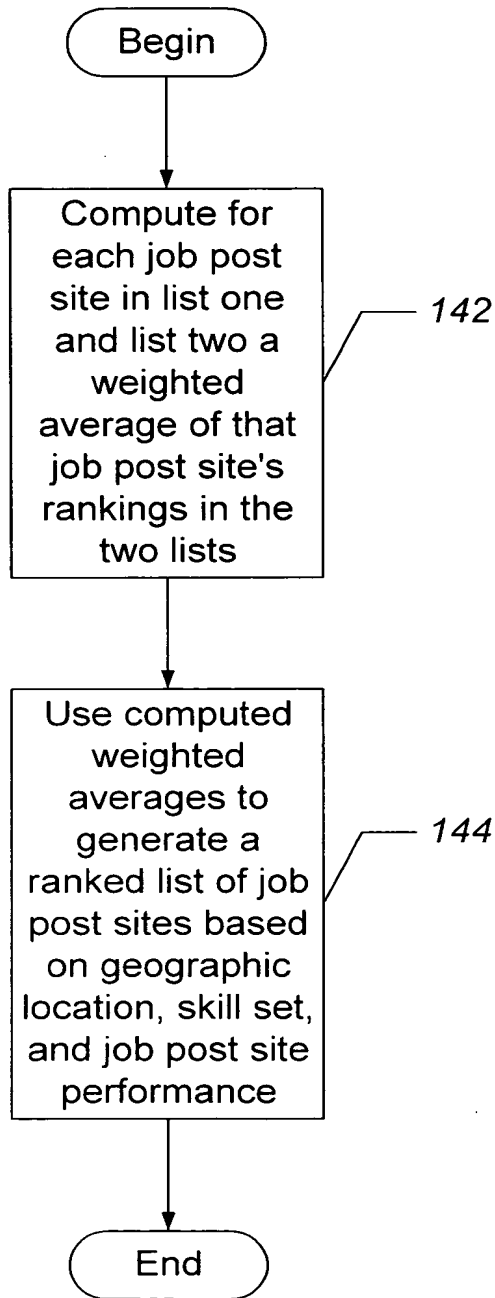 Begin
Compute for
each job post
site in list one
and list two a
weighted
average of that
job post site's
rankings in the
two lists
142
Use computed
weighted
averages to
generate a
ranked list of job
post sites based
on geographic
location, skill set,
and job post site
performance
144
End